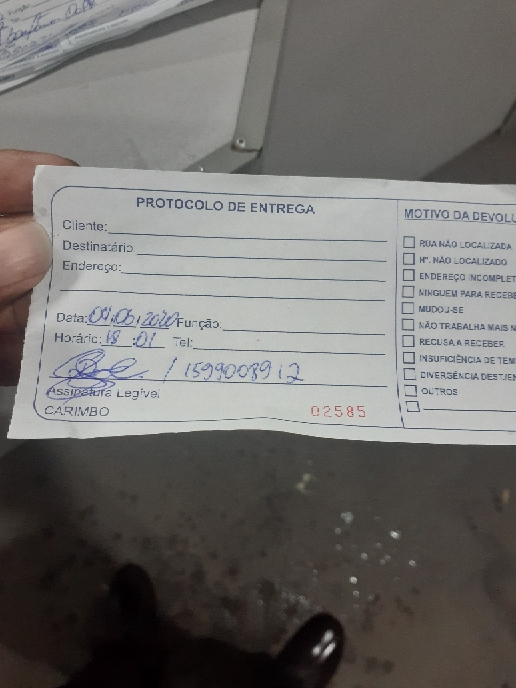 PROTOCOLO DE ENTREGA
Cliente:
Destinatário:
Endereço:
Data: 04/05/2020 Função:
Horário: 18:01 Tel:
/ 1599008912
Assinatura Legível
CARIMBO
02585
MOTIVO DA DEVOLU
RUA NÃO LOCALIZADA
Nº. NÃO LOCALIZADO
ENDEREÇO INCOMPLET
NINGUEM PARA RECEBE
MUDOU-SE
NÃO TRABALHA MAIS N
RECUSA A RECEBER
INSUFICIÊNCIA DE TEM
DIVERGÊNCIA DEST./EN
OUTROS